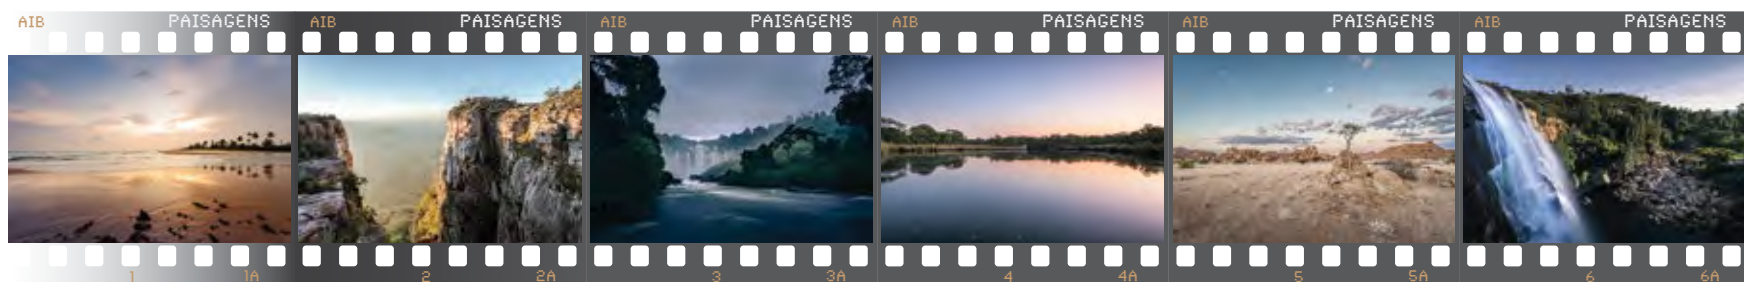 AIB PAISAGENS AIB PAISAGENS AIB PAISAGENS AIB PAISAGENS AIB PAISAGENS AIB PAISAGENS
1 1A 2 2A 3 3A 4 4A 5 5A 6 6A